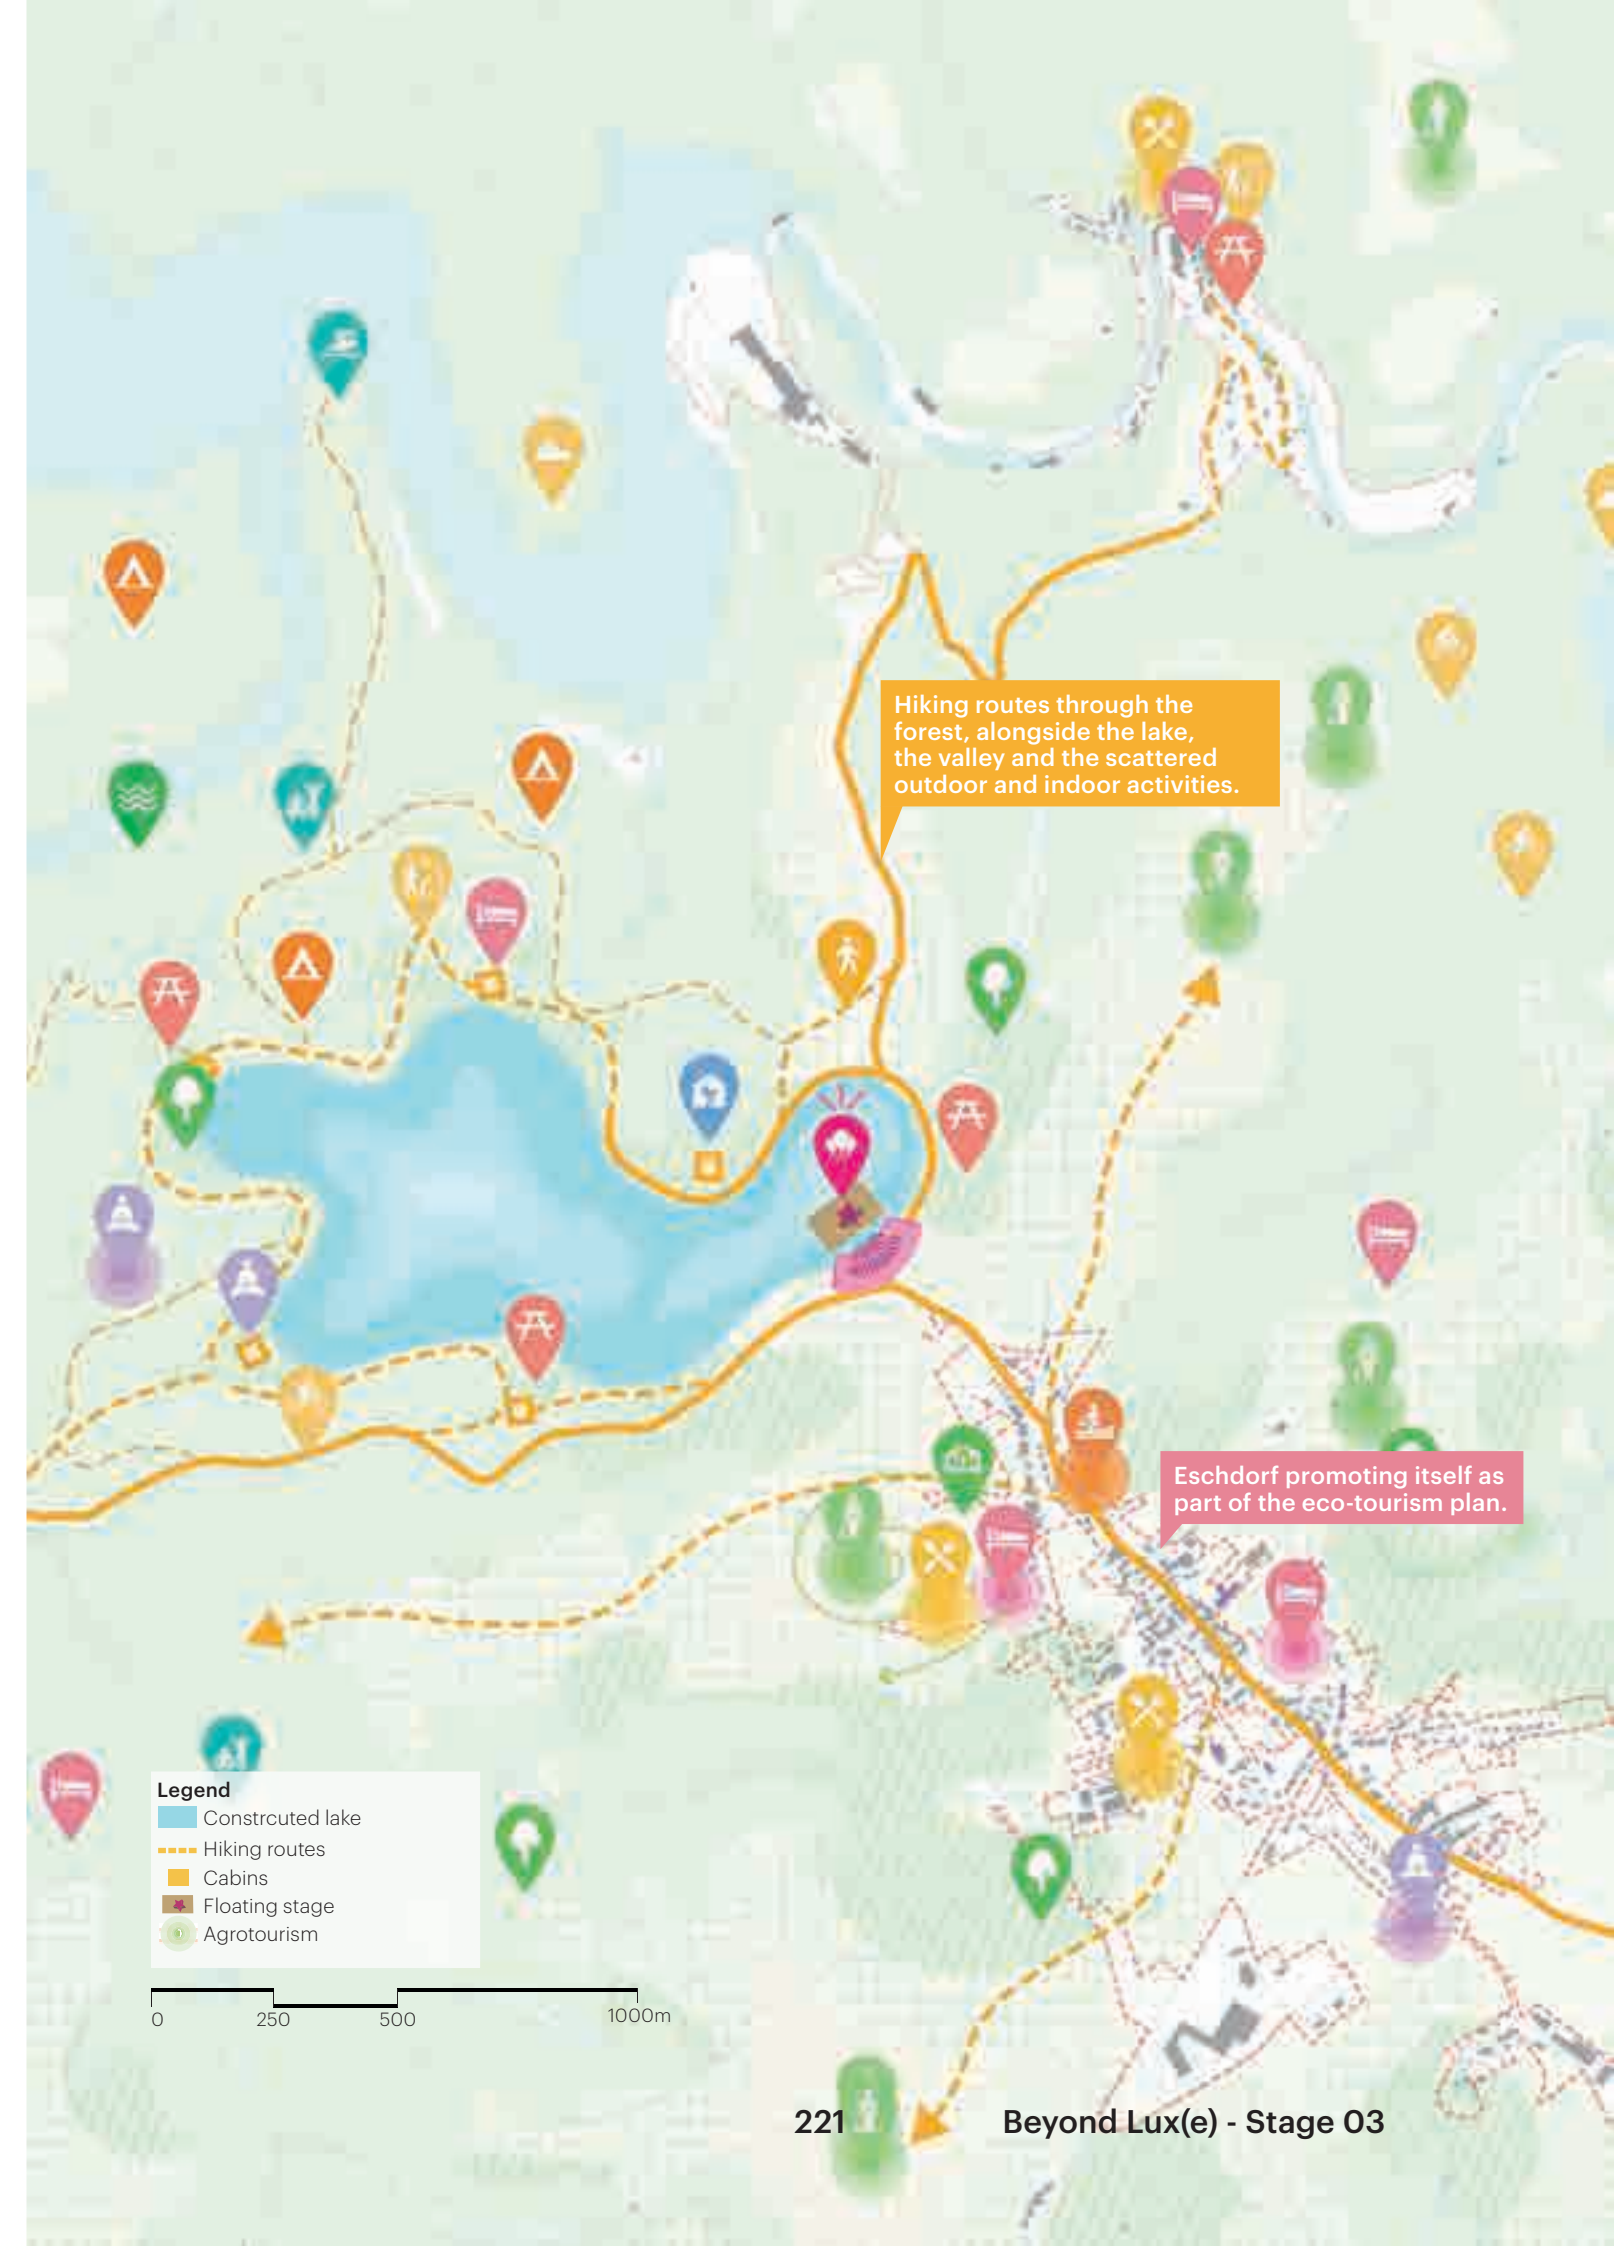 Hiking routes through the
forest, alongside the lake,
the valley and the scattered
outdoor and indoor activities.
Eschdorf promoting itself as
part of the eco-tourism plan.
Legend
Constrcuted lake
Hiking routes
Cabins
Floating stage
Agrotourism
0 250 500 1000m
221 Beyond Lux(e) - Stage 03